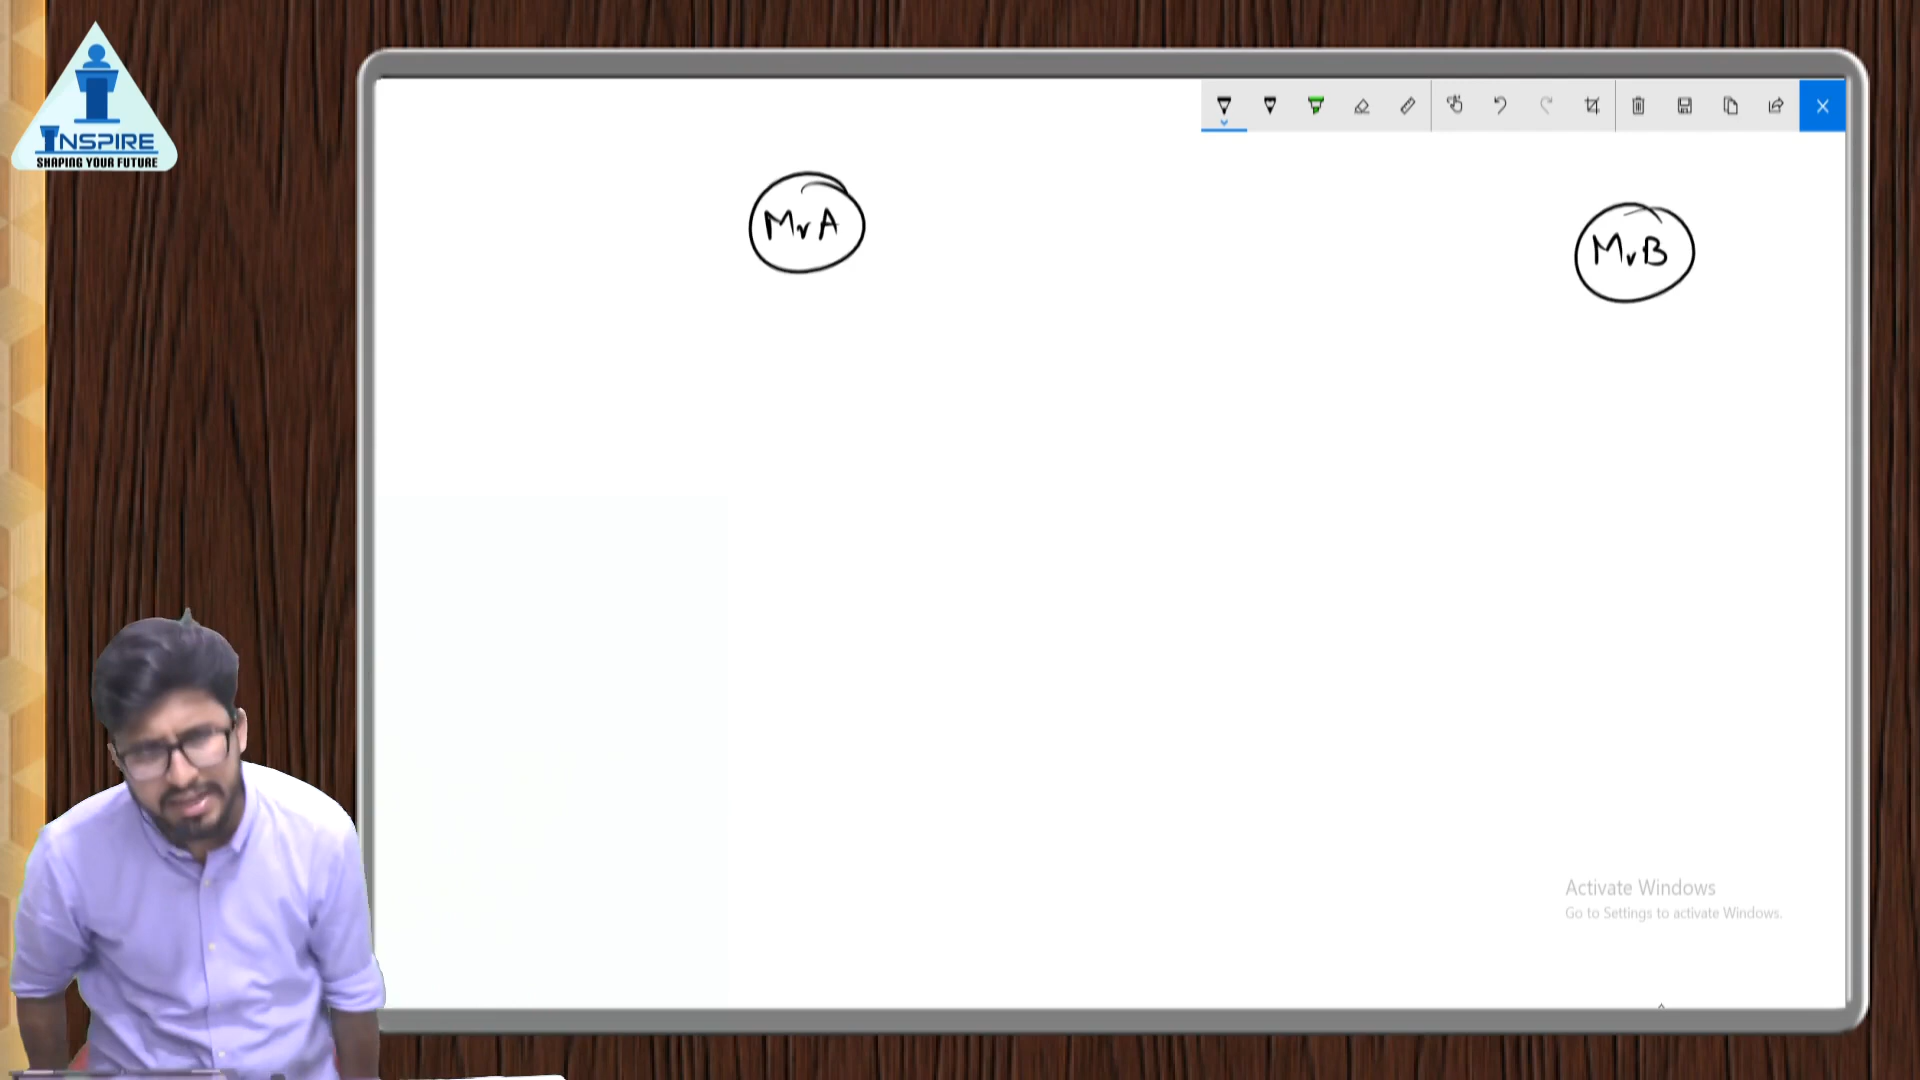 INSPIRE
SHAPING YOUR FUTURE
Mr A
Mr B
Activate Windows
Go to Settings to activate Windows.